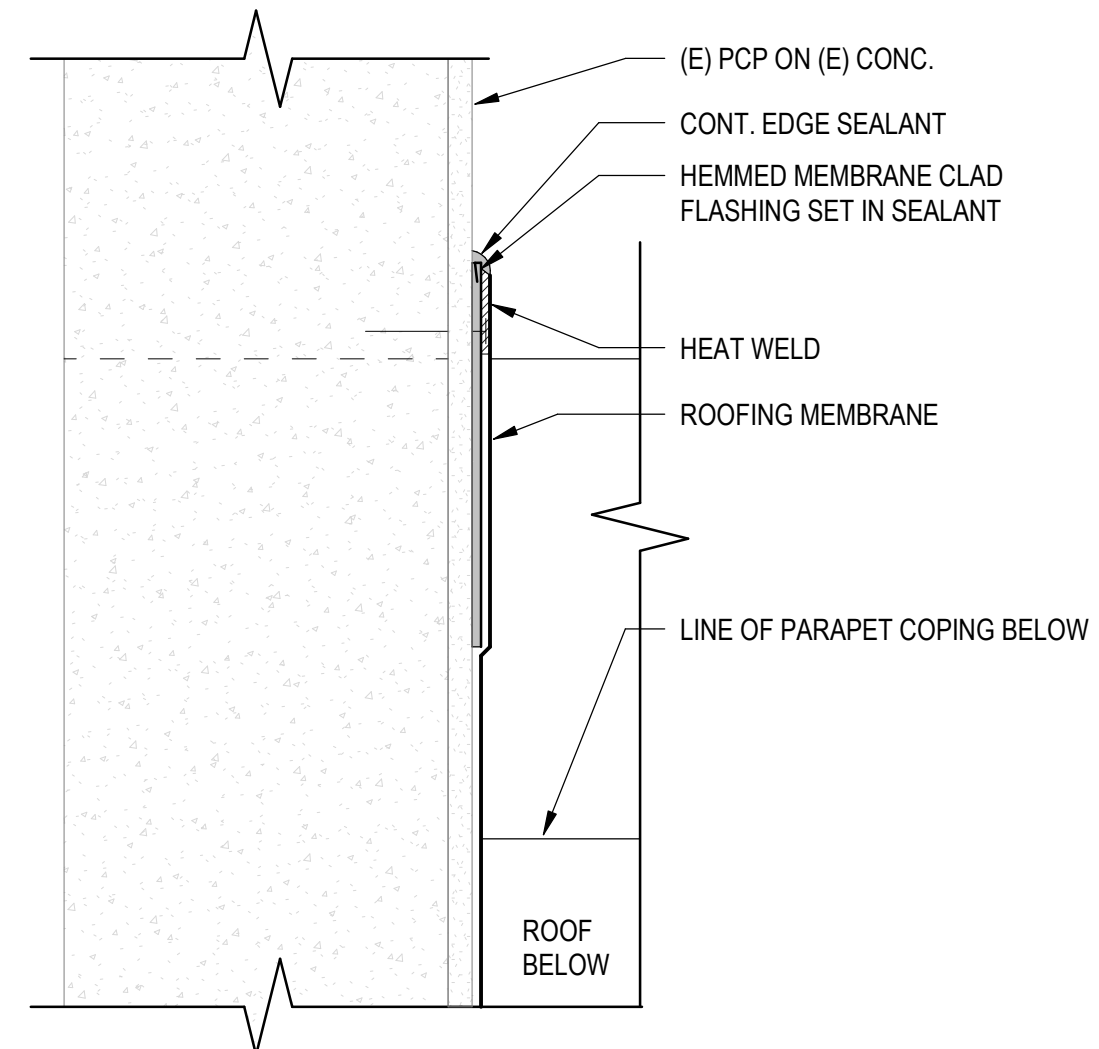 (E) PCP ON (E) CONC.
CONT. EDGE SEALANT
HEMMED MEMBRANE CLAD
FLASHING SET IN SEALANT
HEAT WELD
ROOFING MEMBRANE
LINE OF PARAPET COPING BELOW
ROOF
BELOW